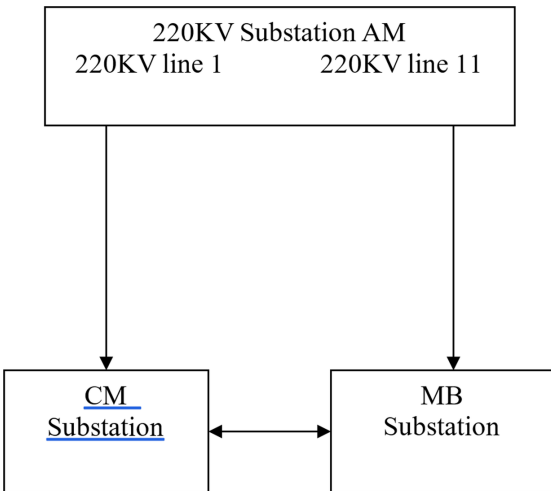 220KV Substation AM
220KV line 1 220KV line 11
CM
Substation
MB
Substation